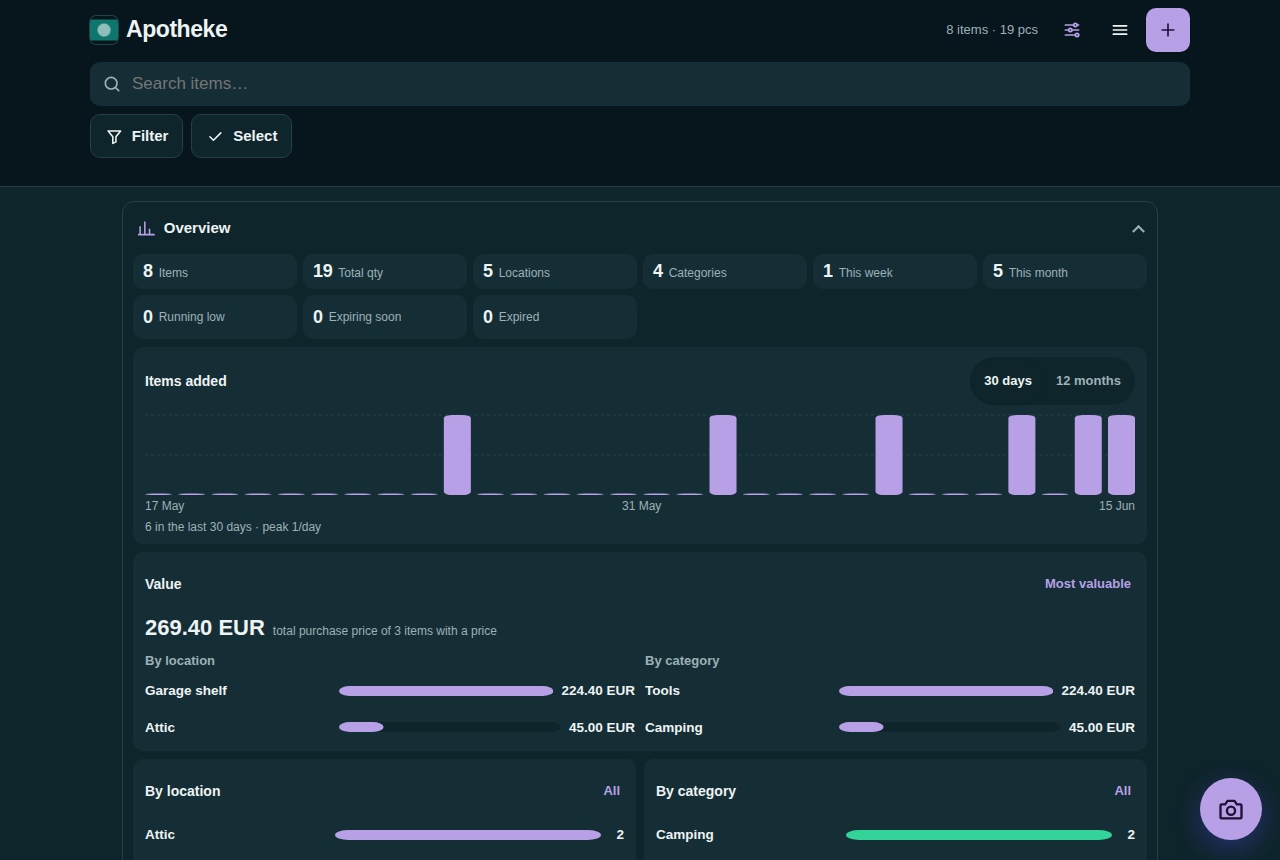 Apotheke
8 items · 19 pcs
Search items…
Filter
Select
Overview
8 Items
19 Total qty
5 Locations
4 Categories
1 This week
5 This month
0 Running low
0 Expiring soon
0 Expired
Items added
30 days
12 months
17 May
31 May
15 Jun
6 in the last 30 days · peak 1/day
Value
Most valuable
269.40 EUR total purchase price of 3 items with a price
By location
Garage shelf 224.40 EUR
Attic 45.00 EUR
By category
Tools 224.40 EUR
Camping 45.00 EUR
By location
All
Attic 2
By category
All
Camping 2